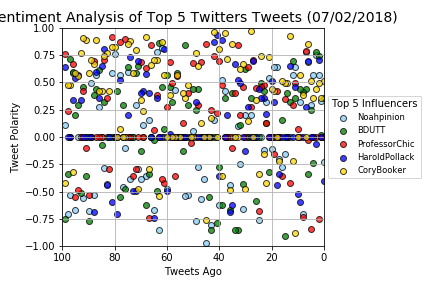 entiment Analysis of Top 5 Twitters Tweets (07/02/2018)
1.00
0.75
0.50
0.25
0.00
−0.25
−0.50
−0.75
−1.00
Tweet Polarity
100 80 60 40 20 0
Tweets Ago
Top 5 Influencers
Noahpinion
BDUTT
ProfessorChic
HaroldPollack
CoryBooker